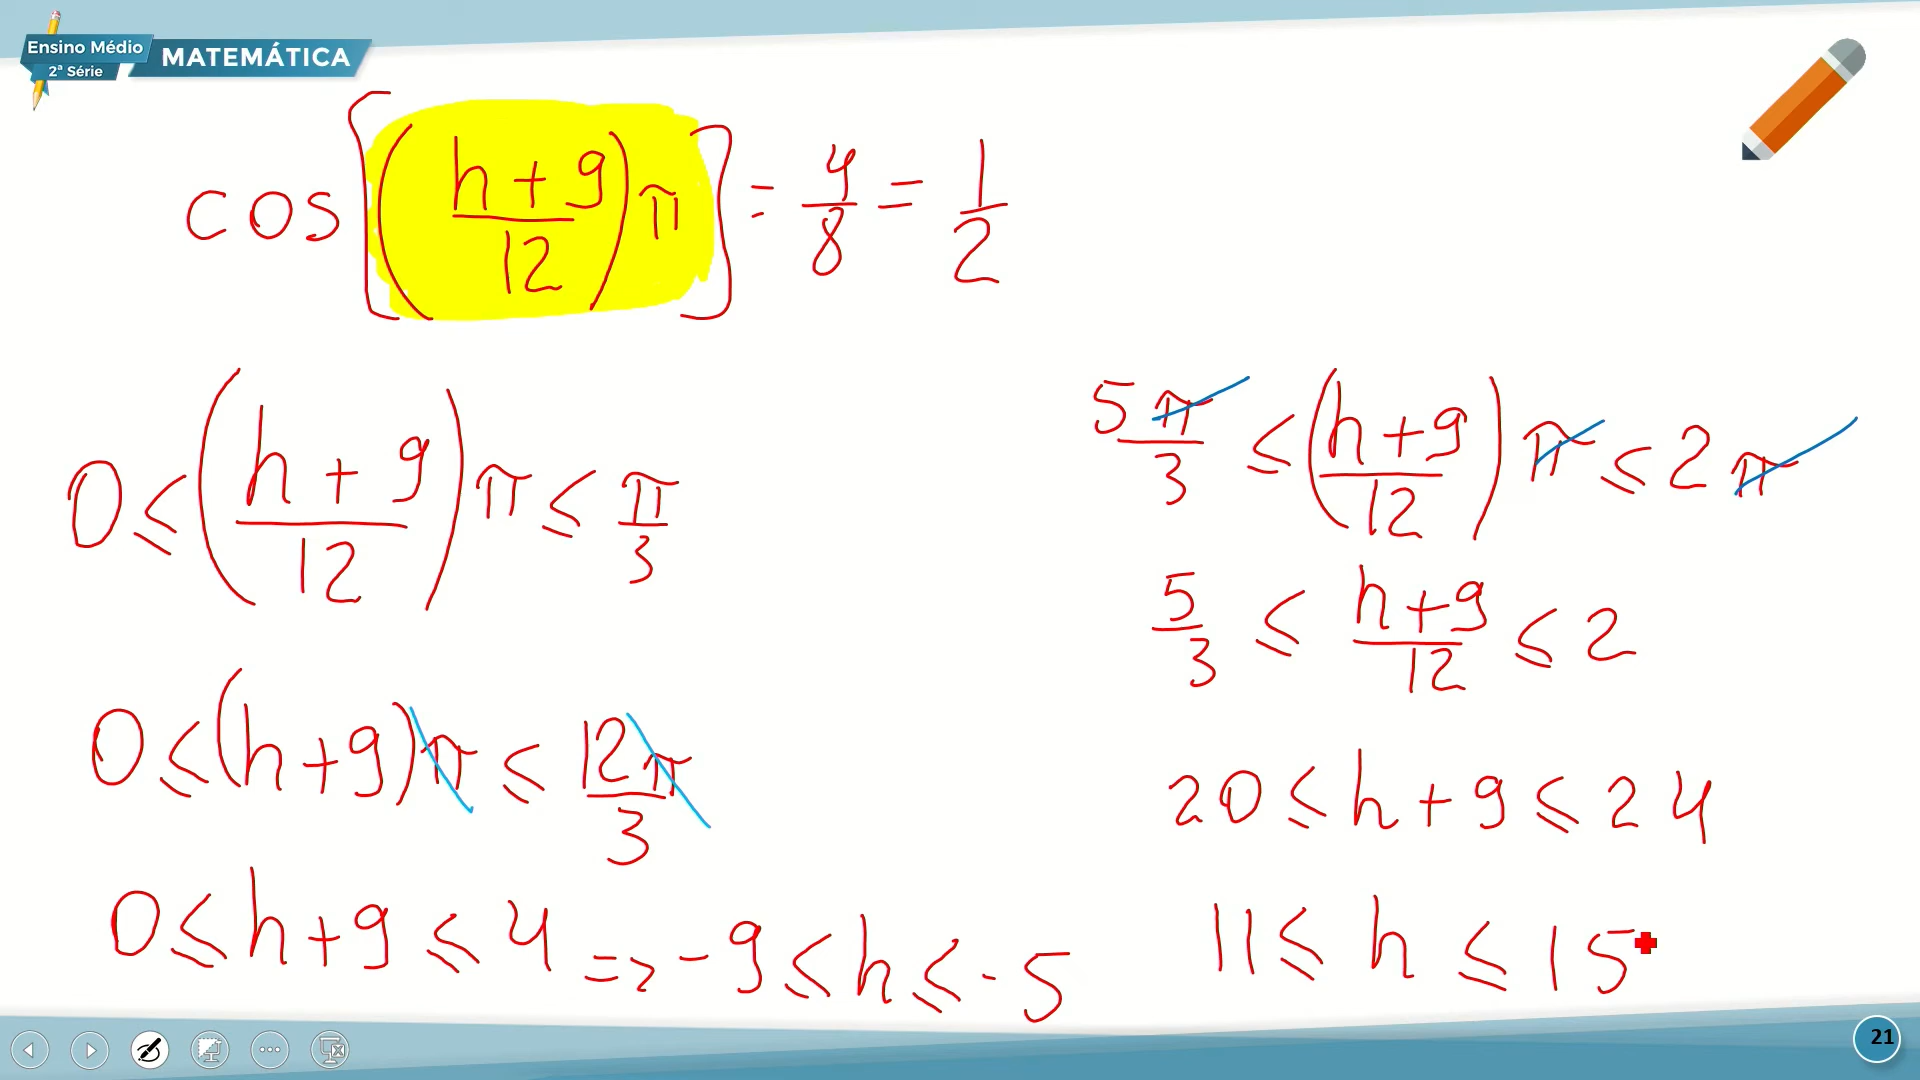 Ensino Médio
2ª Série
MATEMÁTICA
cos[((h+9)/12)π] = 4/8 = 1/2
0 ≤ ((h+9)/12)π ≤ π/3
0 ≤ (h+9)π ≤ 12π/3
0 ≤ h+9 ≤ 4 => -9 ≤ h ≤ -5
5π/3 ≤ ((h+9)/12)π ≤ 2π
5/3 ≤ (h+9)/12 ≤ 2
20 ≤ h+9 ≤ 24
11 ≤ h ≤ 15
21